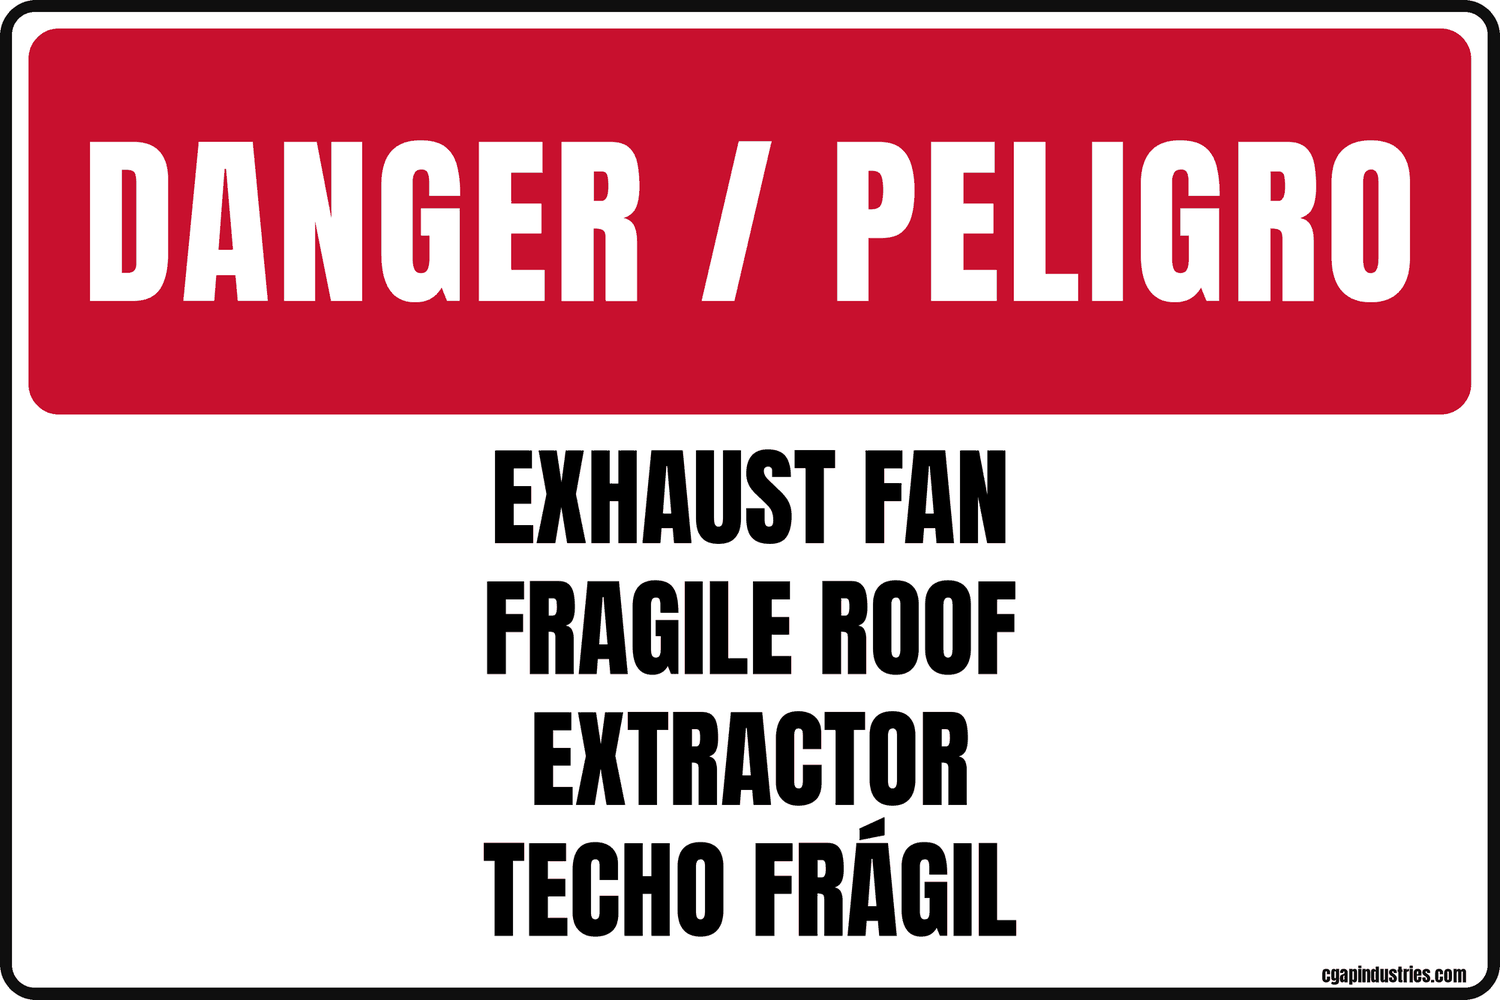 DANGER / PELIGRO
EXHAUST FAN
FRAGILE ROOF
EXTRACTOR
TECHO FRÁGIL
cgapindustries.com